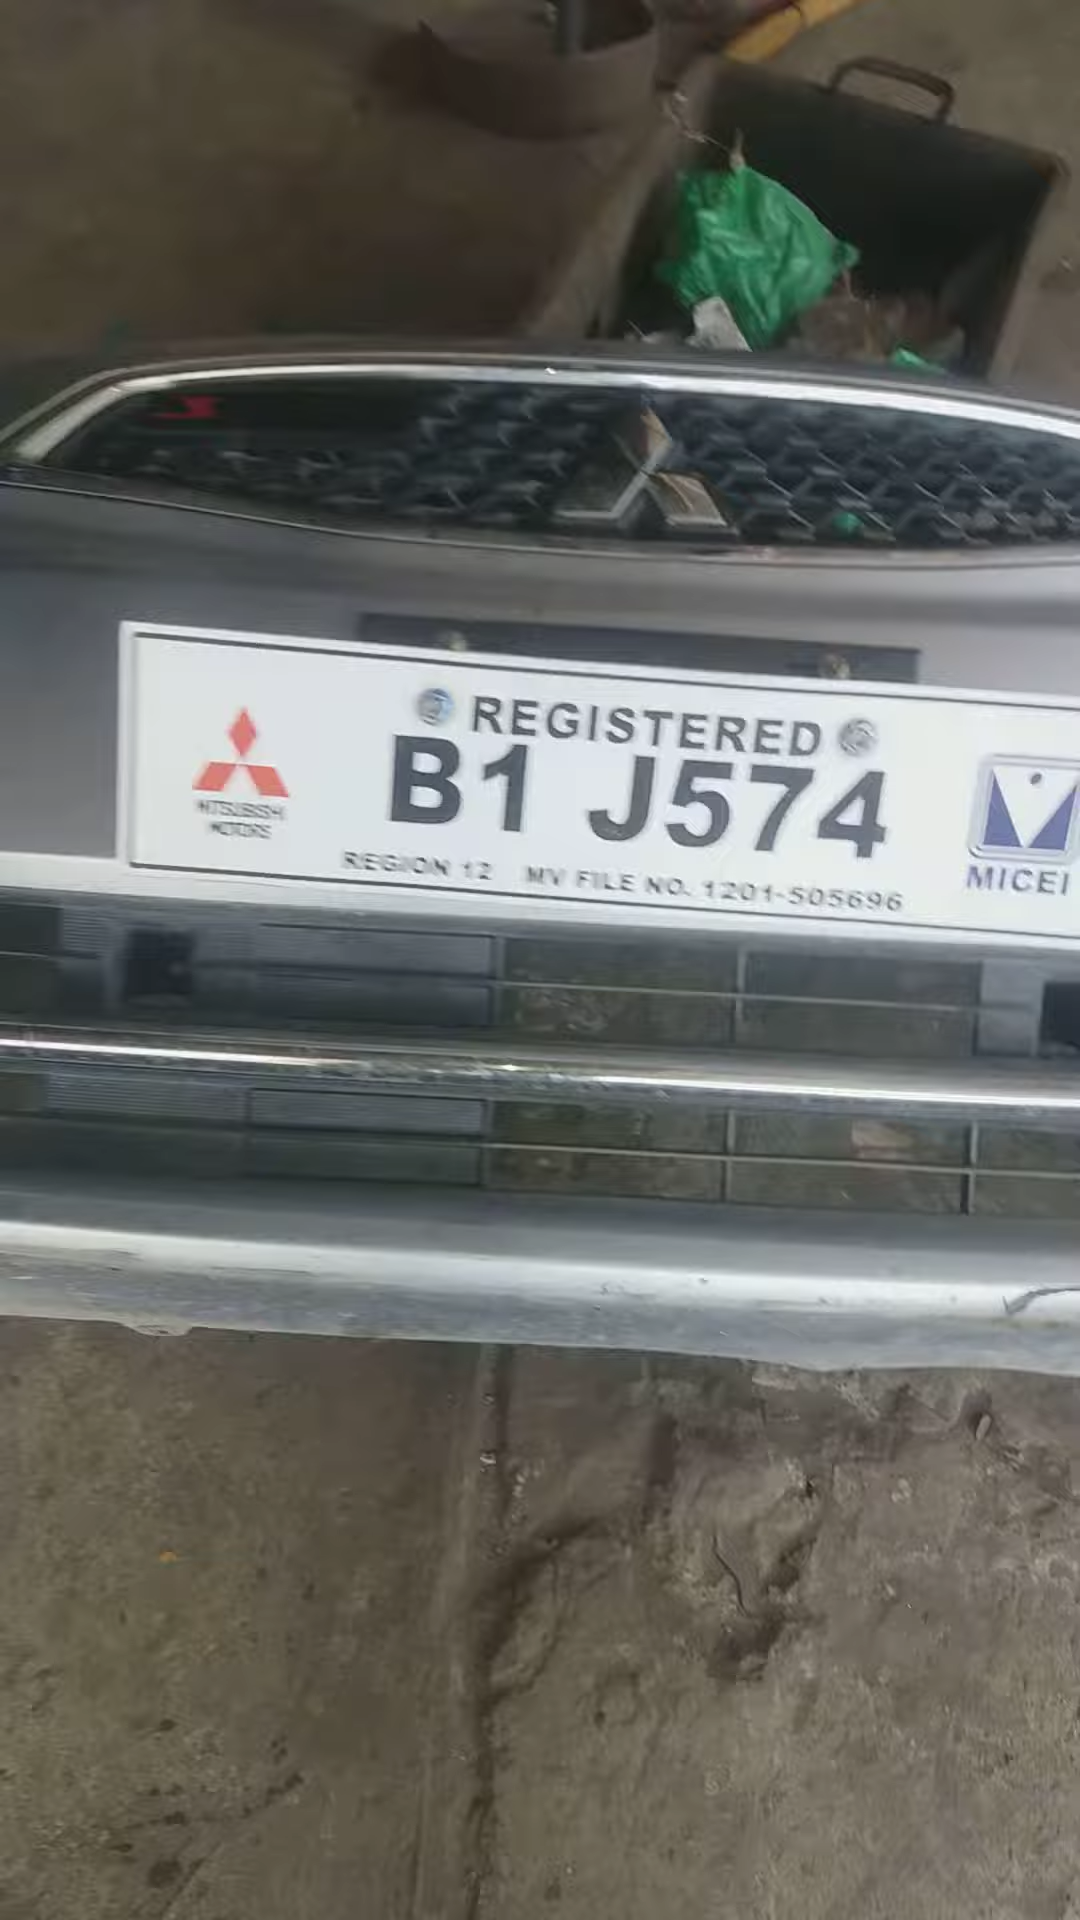 REGISTERED
B1 J574
MITSUBISHI
MOTORS
REGION 12 MV FILE NO. 1201-505696
MICEI